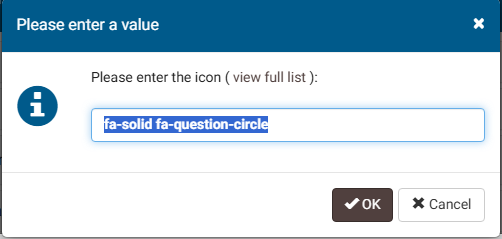 Please enter a value
Please enter the icon ( view full list ):
fa-solid fa-question-circle
OK
Cancel